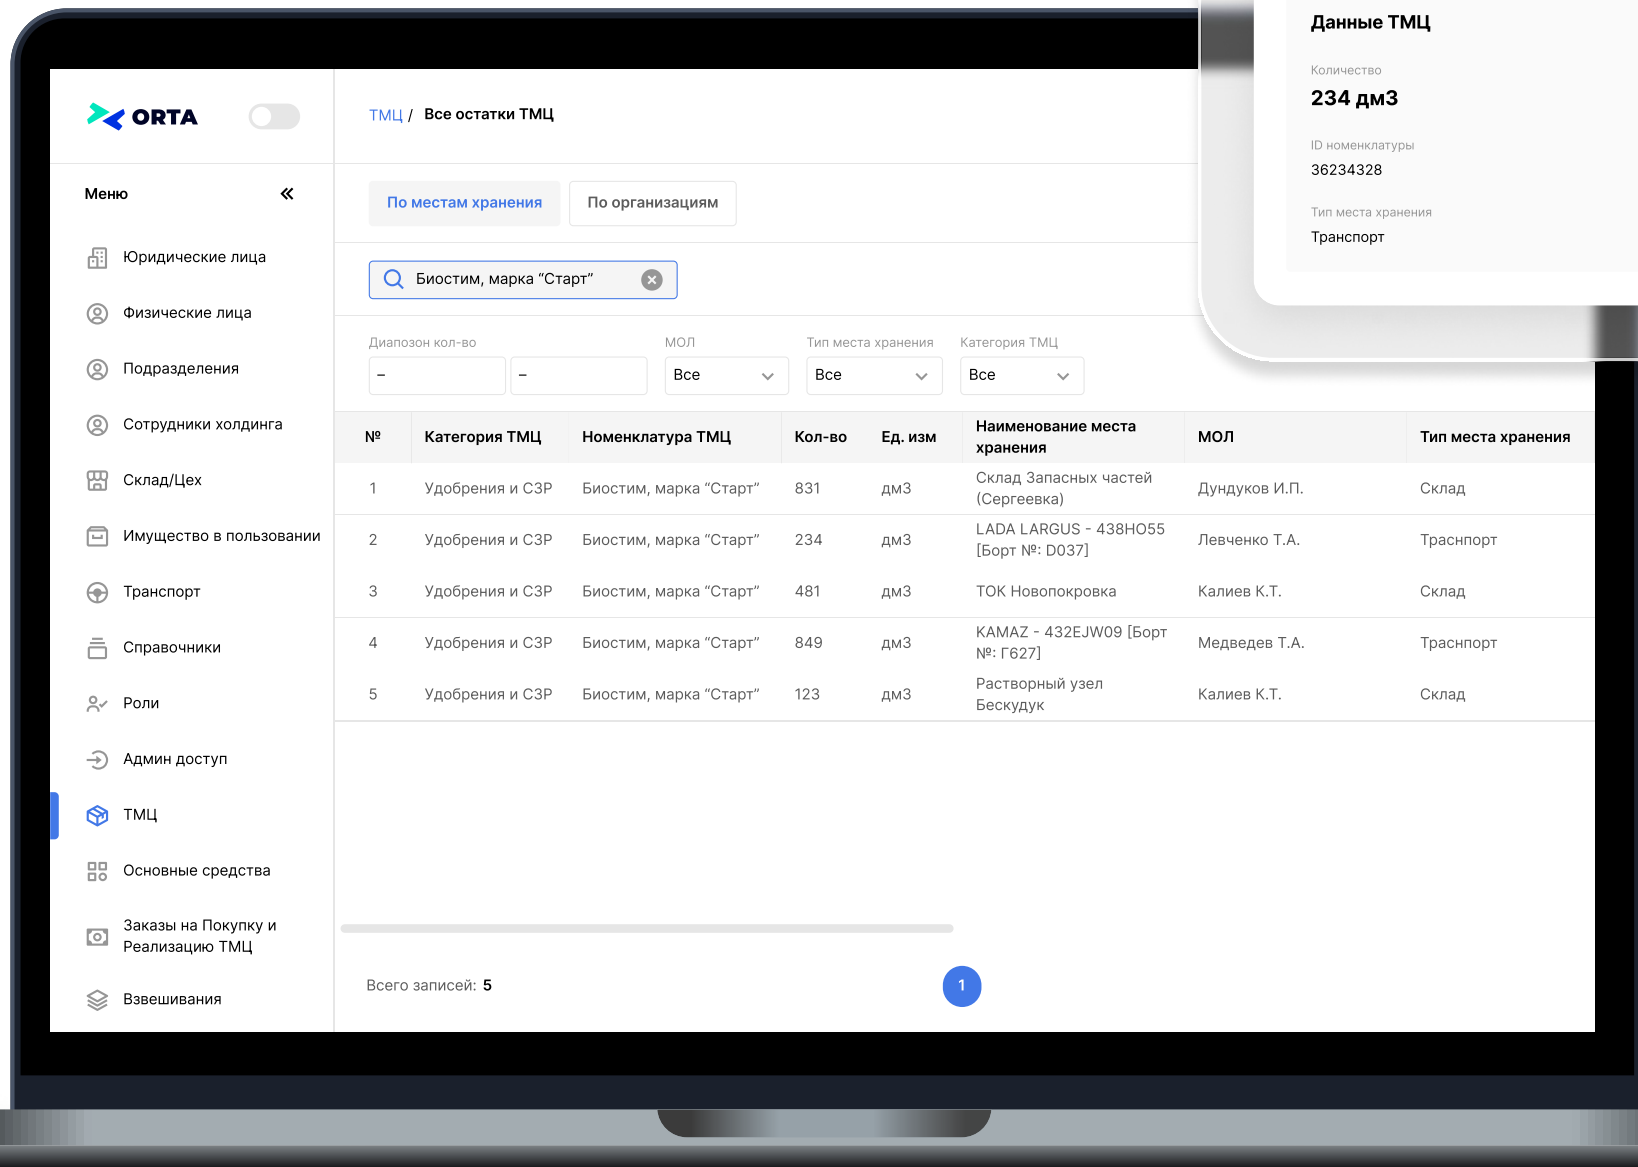 ORTA
Меню
Юридические лица
Физические лица
Подразделения
Сотрудники холдинга
Склад/Цех
Имущество в пользовании
Транспорт
Справочники
Роли
Админ доступ
ТМЦ
Основные средства
Заказы на Покупку и
Реализацию ТМЦ
Взвешивания
ТМЦ / Все остатки ТМЦ
По местам хранения По организациям
Биостим, марка “Старт”
Диапозон кол-во МОЛ Тип места хранения Категория ТМЦ
– – Все Все Все
№ Категория ТМЦ Номенклатура ТМЦ Кол-во Ед. изм Наименование места хранения МОЛ Тип места хранения
1 Удобрения и СЗР Биостим, марка “Старт” 831 дм3 Склад Запасных частей (Сергеевка) Дундуков И.П. Склад
2 Удобрения и СЗР Биостим, марка “Старт” 234 дм3 LADA LARGUS - 438HO55 [Борт №: D037] Левченко Т.А. Траснпорт
3 Удобрения и СЗР Биостим, марка “Старт” 481 дм3 ТОК Новопокровка Калиев К.Т. Склад
4 Удобрения и СЗР Биостим, марка “Старт” 849 дм3 KAMAZ - 432EJW09 [Борт №: Г627] Медведев Т.А. Траснпорт
5 Удобрения и СЗР Биостим, марка “Старт” 123 дм3 Растворный узел Бескудук Калиев К.Т. Склад
Всего записей: 5
1
Данные ТМЦ
Количество
234 дм3
ID номенклатуры
36234328
Тип места хранения
Транспорт